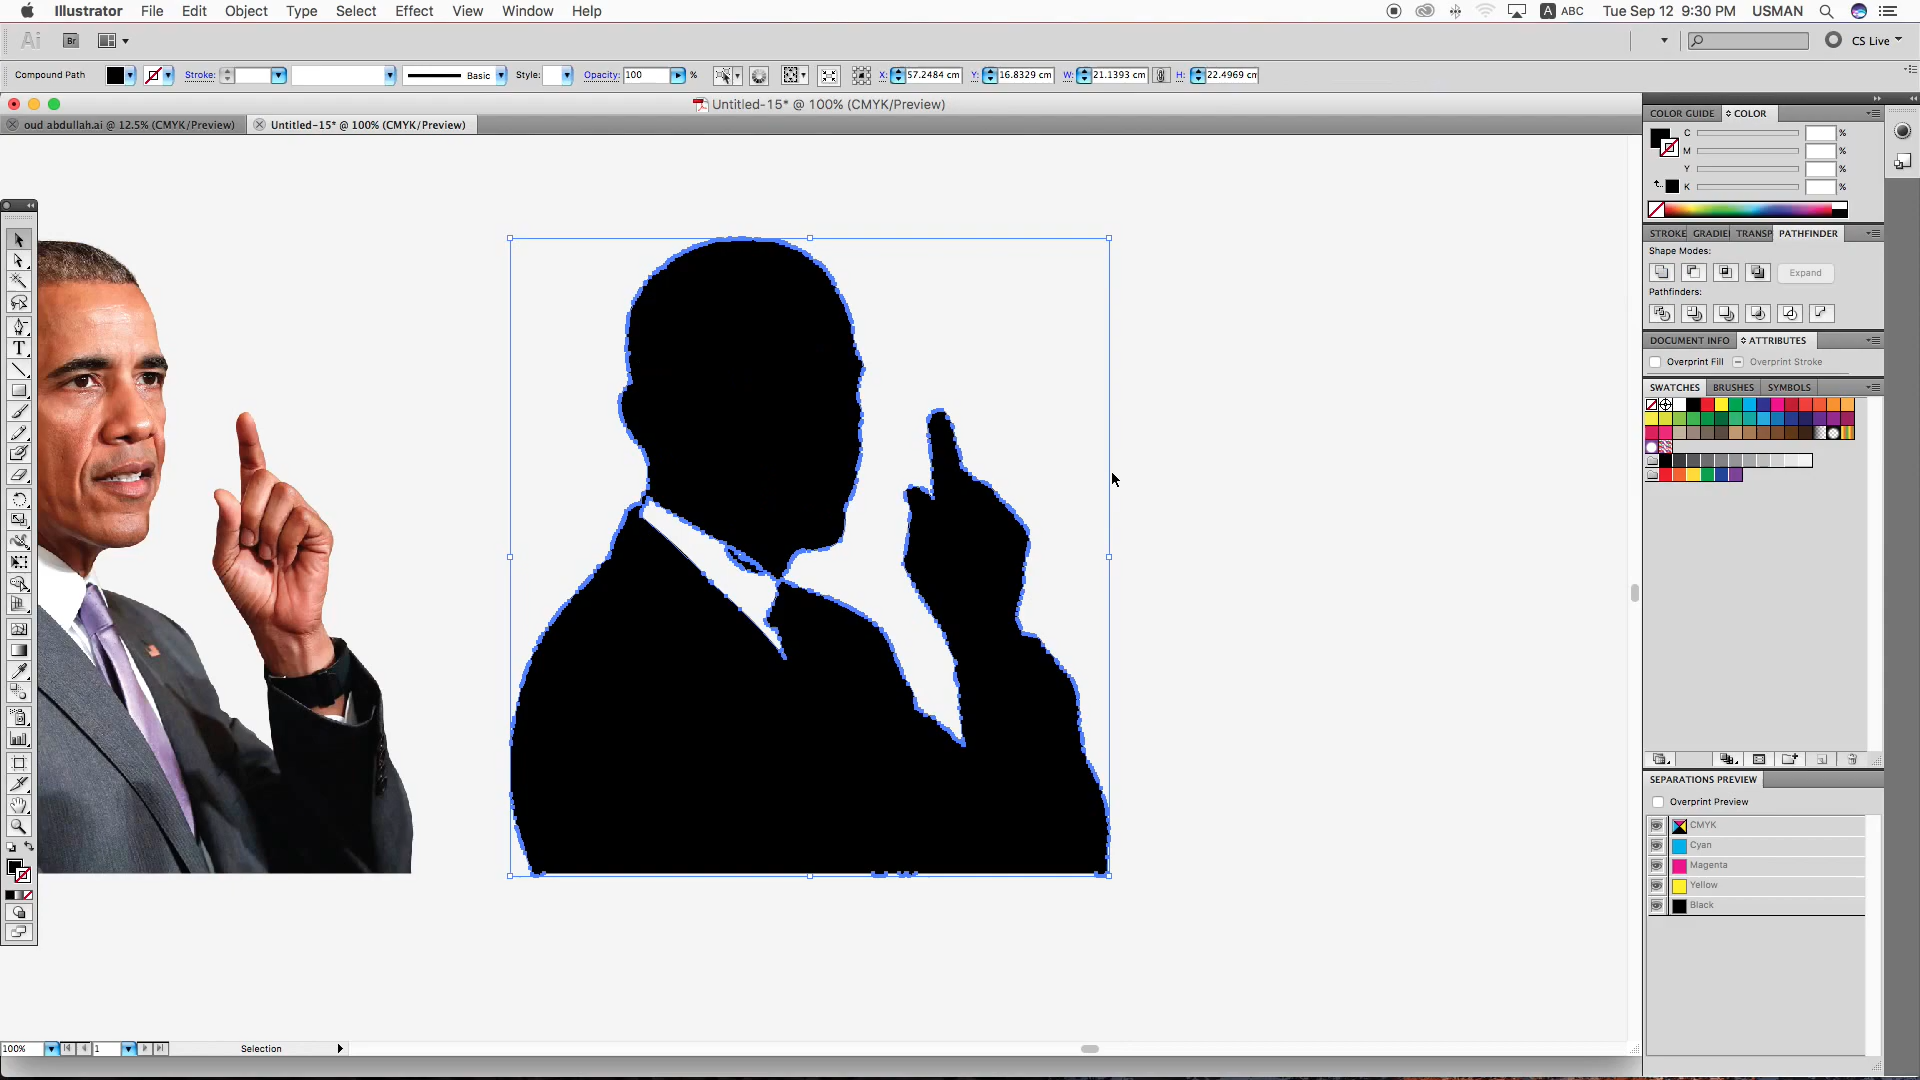 Illustrator File Edit Object Type Select Effect View Window Help A ABC Tue Sep 12 9:30 PM USMAN
Ai Br CS Live
Compound Path Stroke: Basic Style: Opacity: 100 % X: 57.2484 cm Y: 16.8329 cm W: 21.1393 cm H: 22.4969 cm
Untitled-15* @ 100% (CMYK/Preview)
oud abdullah.ai @ 12.5% (CMYK/Preview) Untitled-15* @ 100% (CMYK/Preview)
COLOR GUIDE COLOR
C %
M %
Y %
K %
STROKE GRADIE TRANSP PATHFINDER
Shape Modes:
Expand
Pathfinders:
DOCUMENT INFO ATTRIBUTES
Overprint Fill Overprint Stroke
SWATCHES BRUSHES SYMBOLS
SEPARATIONS PREVIEW
Overprint Preview
CMYK
Cyan
Magenta
Yellow
Black
T
100% 1 Selection